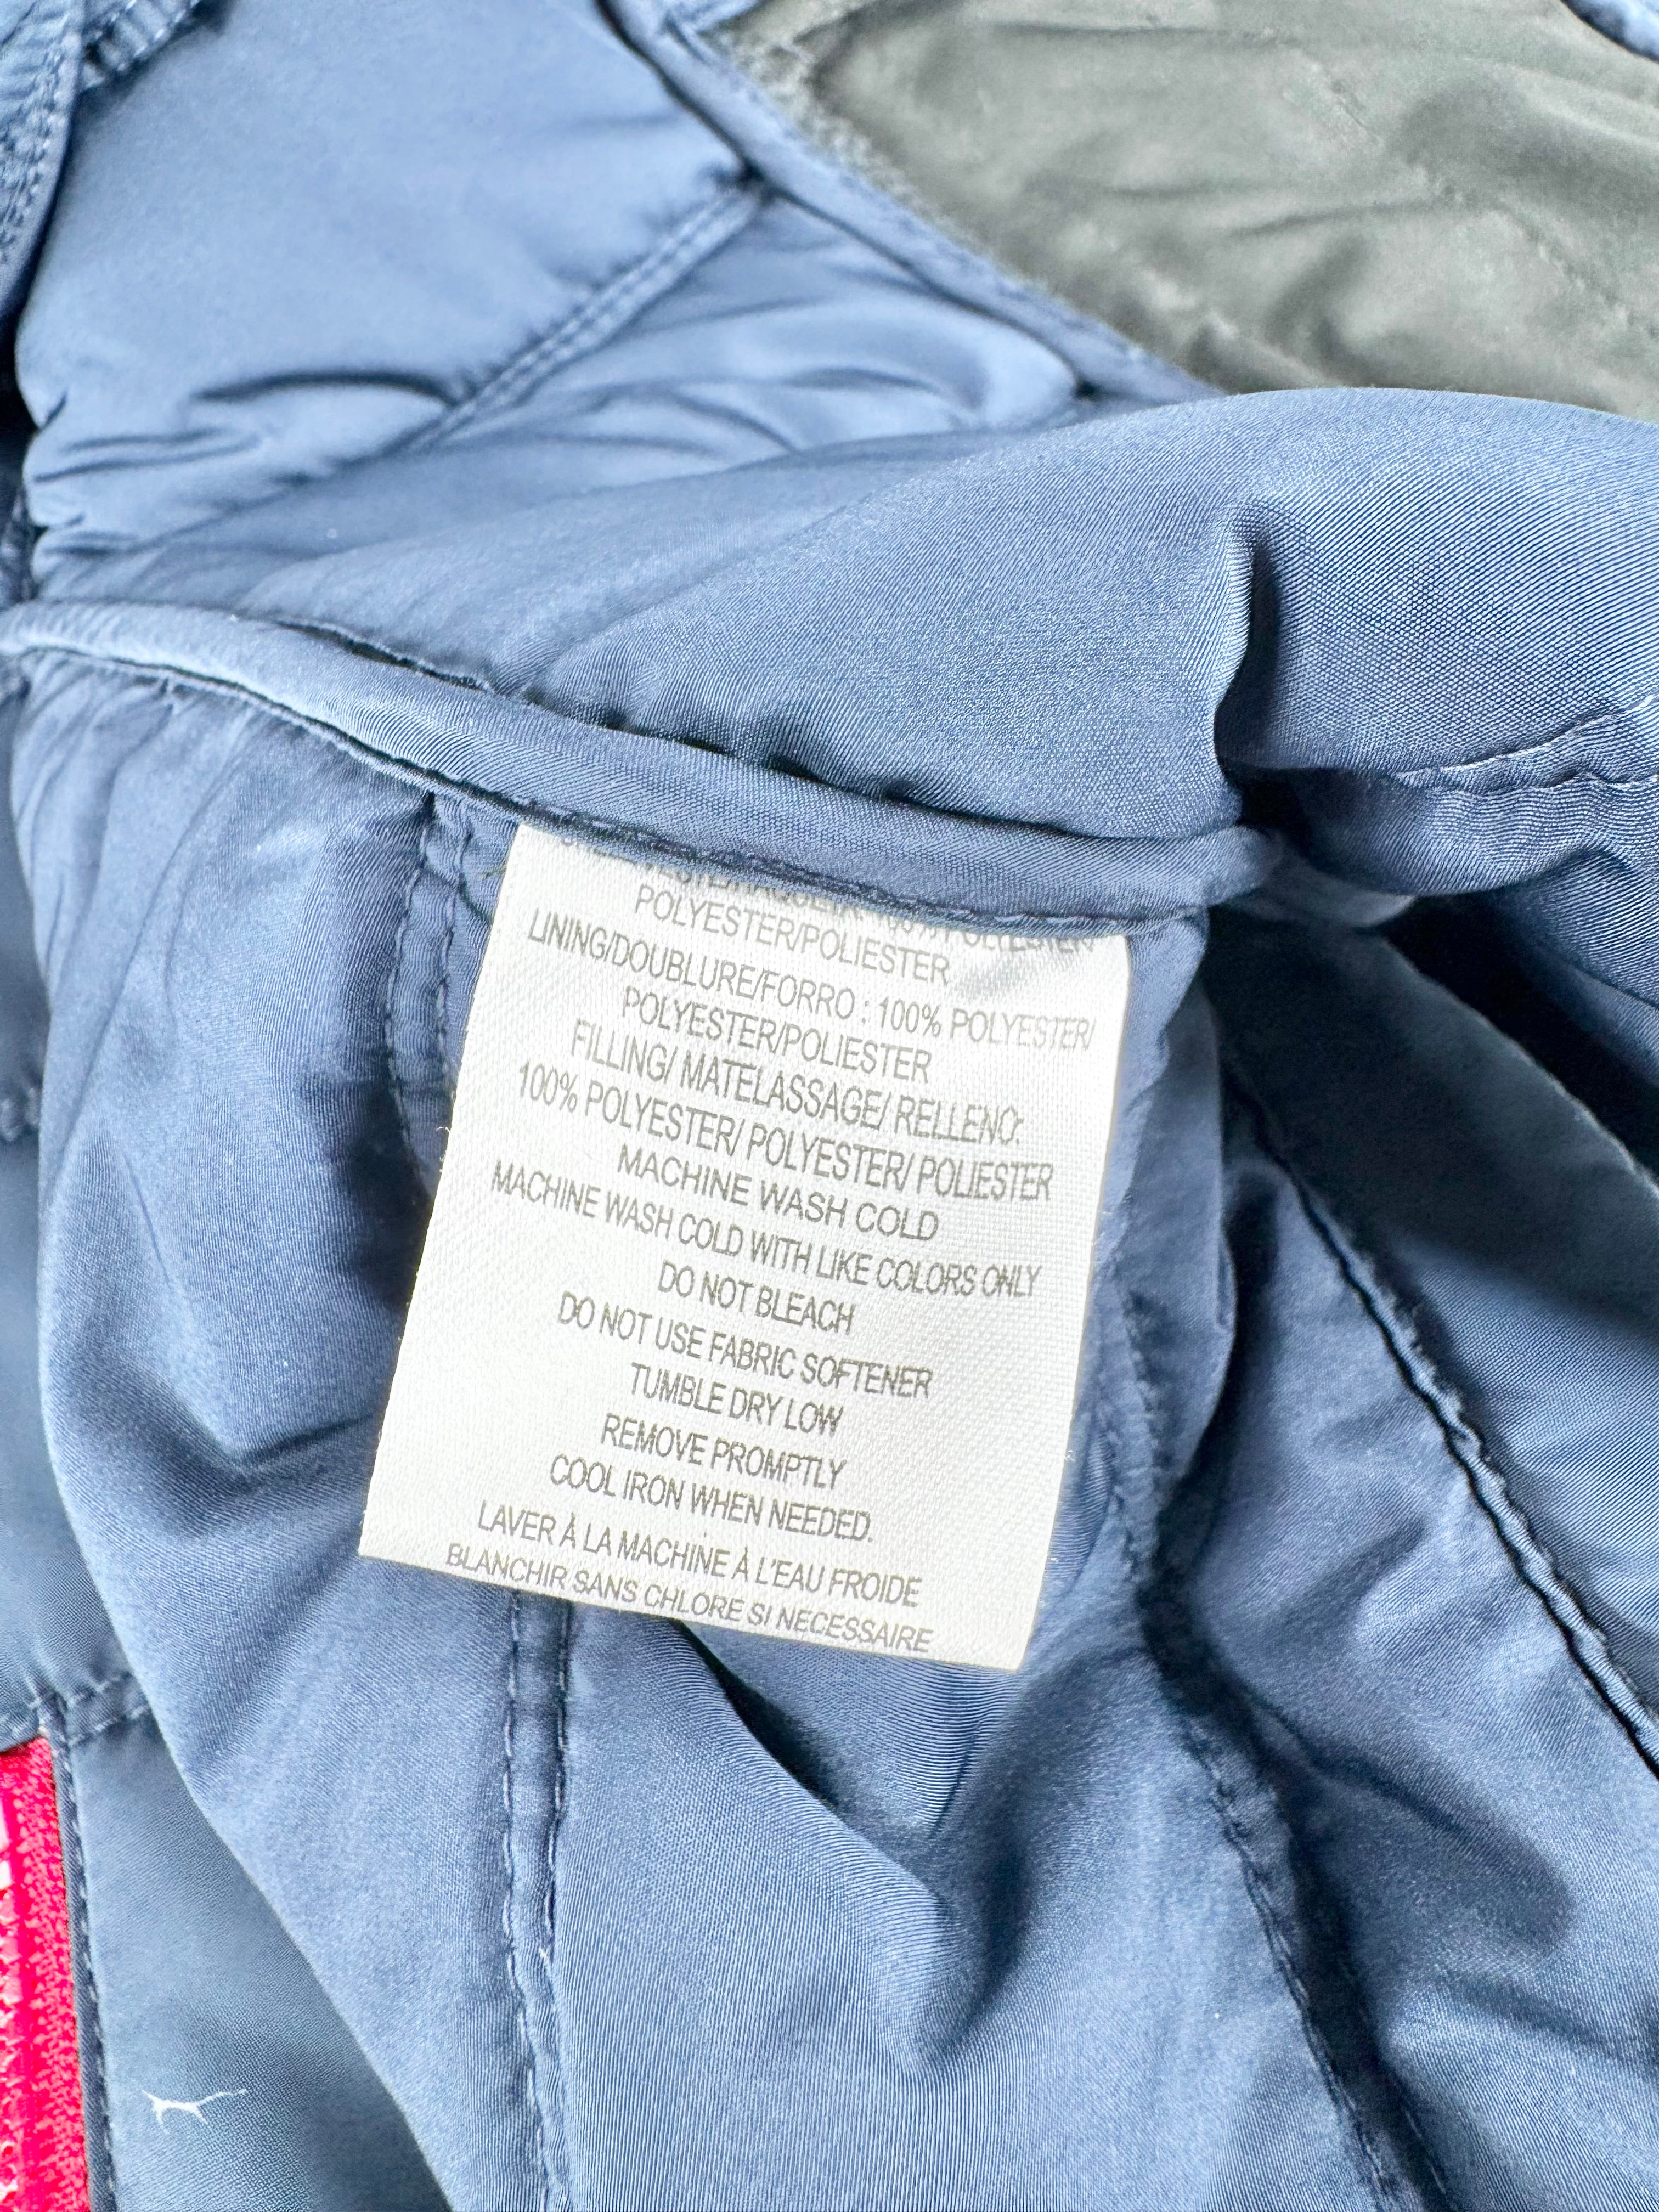 POLYESTER/POLIESTER
LINING/DOUBLURE/FORRO : 100% POLYESTER/
POLYESTER/POLIESTER
FILLING/ MATELASSAGE/ RELLENO:
100% POLYESTER/ POLYESTER/ POLIESTER
MACHINE WASH COLD
MACHINE WASH COLD WITH LIKE COLORS ONLY
DO NOT BLEACH
DO NOT USE FABRIC SOFTENER
TUMBLE DRY LOW
REMOVE PROMPTLY
COOL IRON WHEN NEEDED.
LAVER À LA MACHINE À L'EAU FROIDE
BLANCHIR SANS CHLORE SI NECESSAIRE